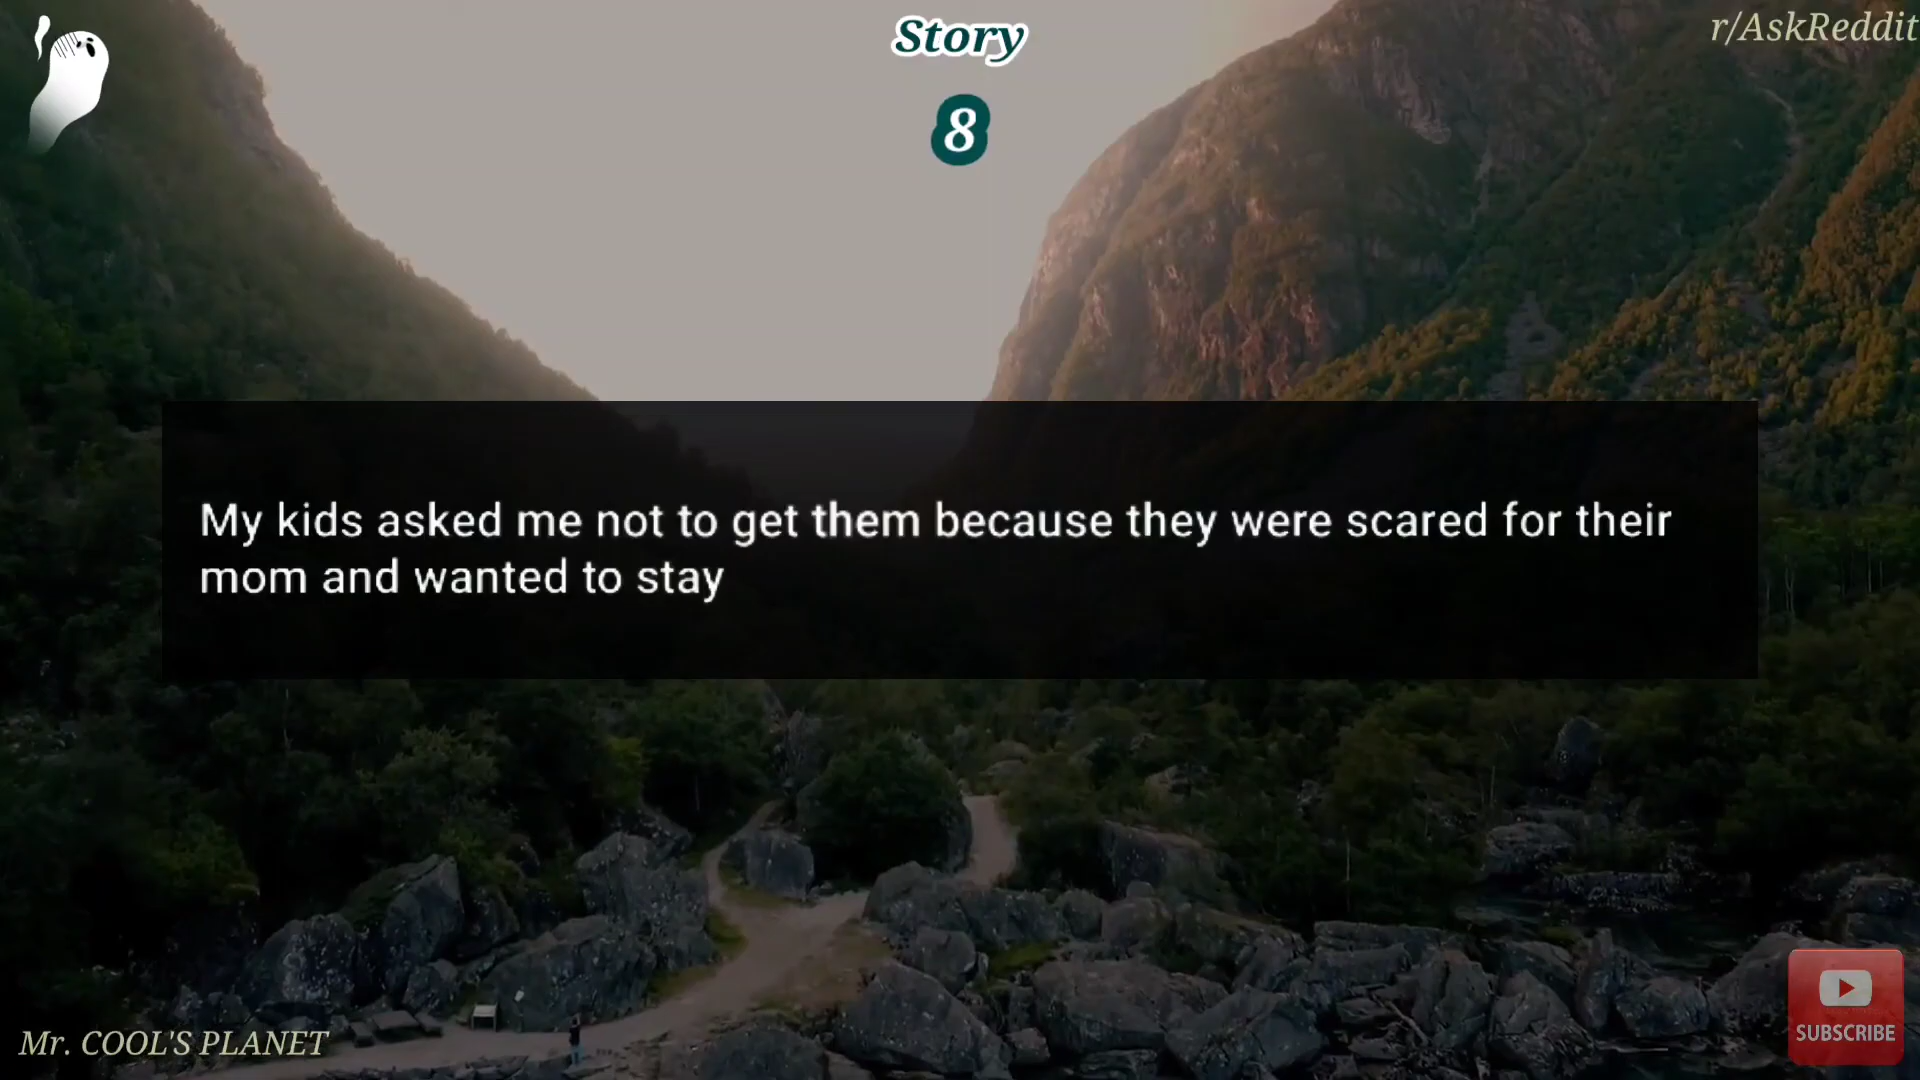 Story
r/AskReddit
8
My kids asked me not to get them because they were scared for their
mom and wanted to stay
Mr. COOL'S PLANET
SUBSCRIBE